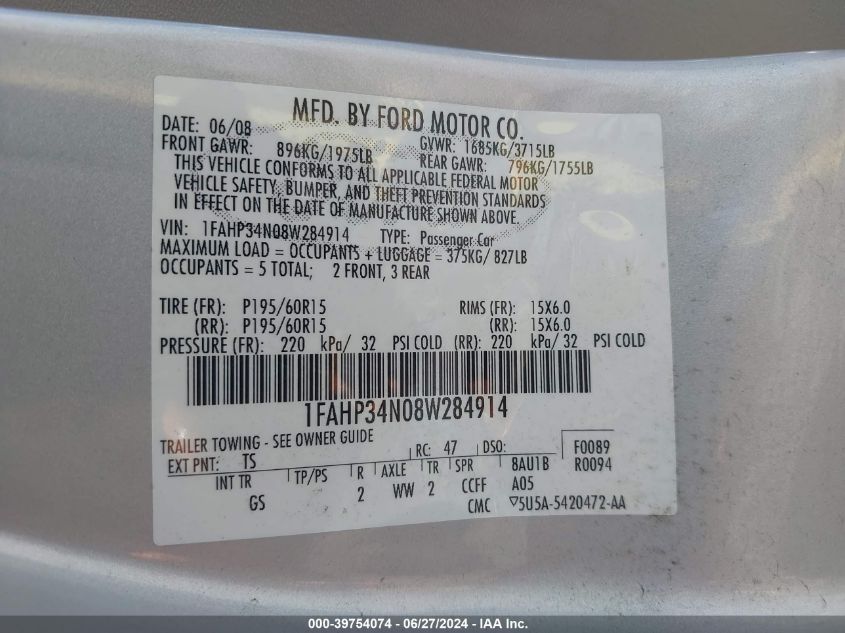 MFD. BY FORD MOTOR CO.
DATE: 06/08 GVWR: 1685KG/3715LB
FRONT GAWR: 896KG/1975LB REAR GAWR: 796KG/1755LB
THIS VEHICLE CONFORMS TO ALL APPLICABLE FEDERAL MOTOR
VEHICLE SAFETY, BUMPER, AND THEFT PREVENTION STANDARDS
IN EFFECT ON THE DATE OF MANUFACTURE SHOWN ABOVE.
VIN: 1FAHP34N08W284914 TYPE: Passenger Car
MAXIMUM LOAD = OCCUPANTS + LUGGAGE = 375KG/ 827LB
OCCUPANTS = 5 TOTAL; 2 FRONT, 3 REAR
TIRE (FR): P195/60R15 RIMS (FR): 15X6.0
(RR): P195/60R15 (RR): 15X6.0
PRESSURE (FR): 220 kPa/ 32 PSI COLD (RR): 220 kPa/ 32 PSI COLD
1FAHP34N08W284914
TRAILER TOWING - SEE OWNER GUIDE
EXT PNT: TS RC: 47 DSO: F0089
R0094
INT TR TP/PS R AXLE TR SPR 8AU1B
GS 2 WW 2 CCFF A05
CMC ▽5U5A-5420472-AA
000-39754074 / 06/27/2024 - IAA Inc.